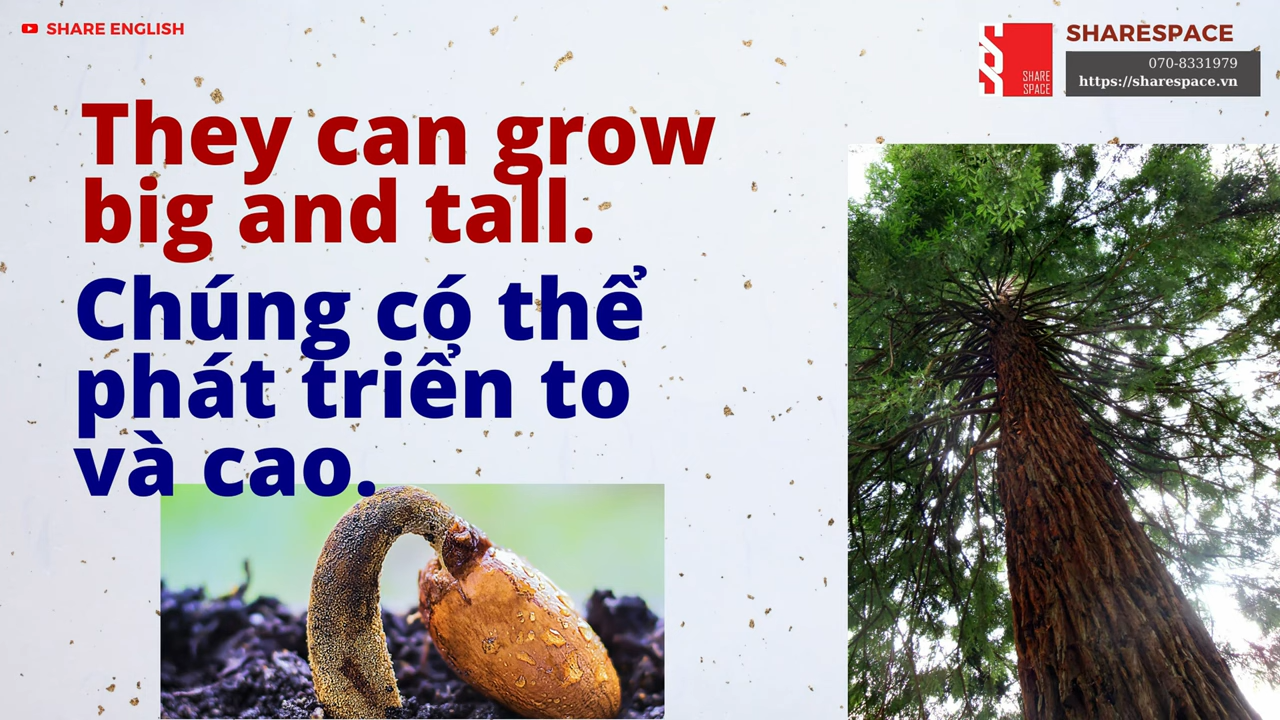 SHARE ENGLISH
SHARESPACE
070-8331979
https://sharespace.vn
SHARE
SPACE
They can grow
big and tall.
Chúng có thể
phát triển to
và cao.